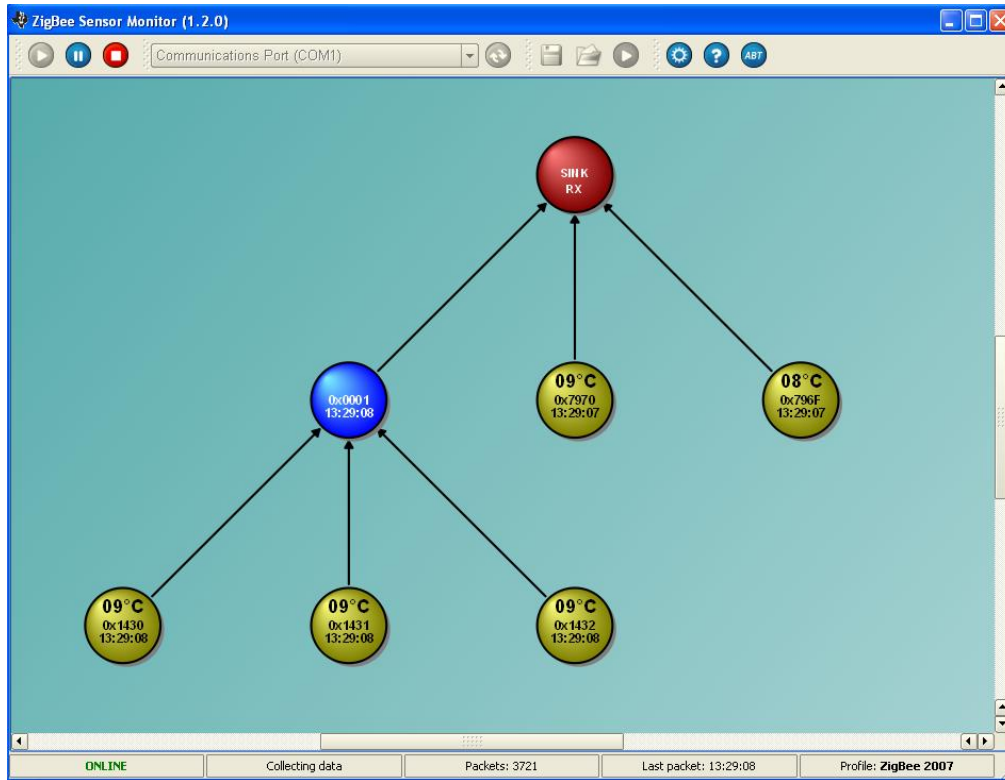 ZigBee Sensor Monitor (1.2.0)
Communications Port (COM1)
?
ABT
SINK
RX
0x0001
13:29:08
09°C
0x7970
13:29:07
08°C
0x796F
13:29:07
09°C
0x1430
13:29:08
09°C
0x1431
13:29:08
09°C
0x1432
13:29:08
ONLINE
Collecting data
Packets: 3721
Last packet: 13:29:08
Profile: ZigBee 2007